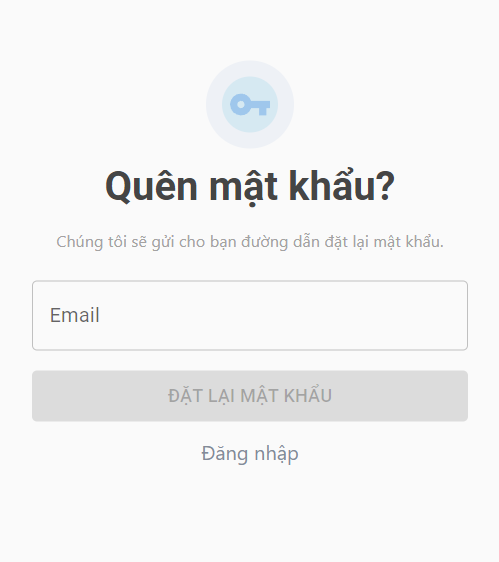 Quên mật khẩu?
Chúng tôi sẽ gửi cho bạn đường dẫn đặt lại mật khẩu.
Email
ĐẶT LẠI MẬT KHẨU
Đăng nhập